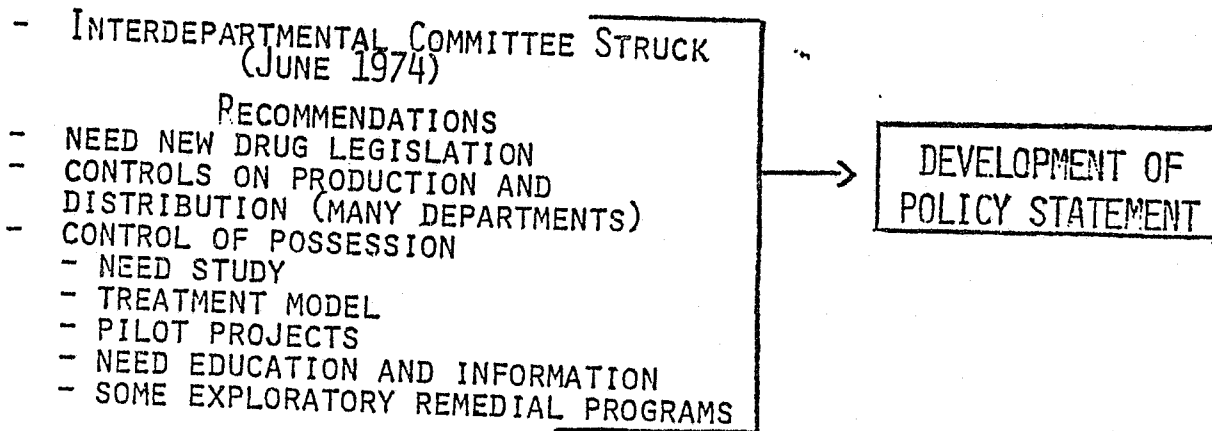 - INTERDEPARTMENTAL COMMITTEE STRUCK
(JUNE 1974)
RECOMMENDATIONS
- NEED NEW DRUG LEGISLATION
- CONTROLS ON PRODUCTION AND
DISTRIBUTION (MANY DEPARTMENTS)
- CONTROL OF POSSESSION
- NEED STUDY
- TREATMENT MODEL
- PILOT PROJECTS
- NEED EDUCATION AND INFORMATION
- SOME EXPLORATORY REMEDIAL PROGRAMS
DEVELOPMENT OF
POLICY STATEMENT